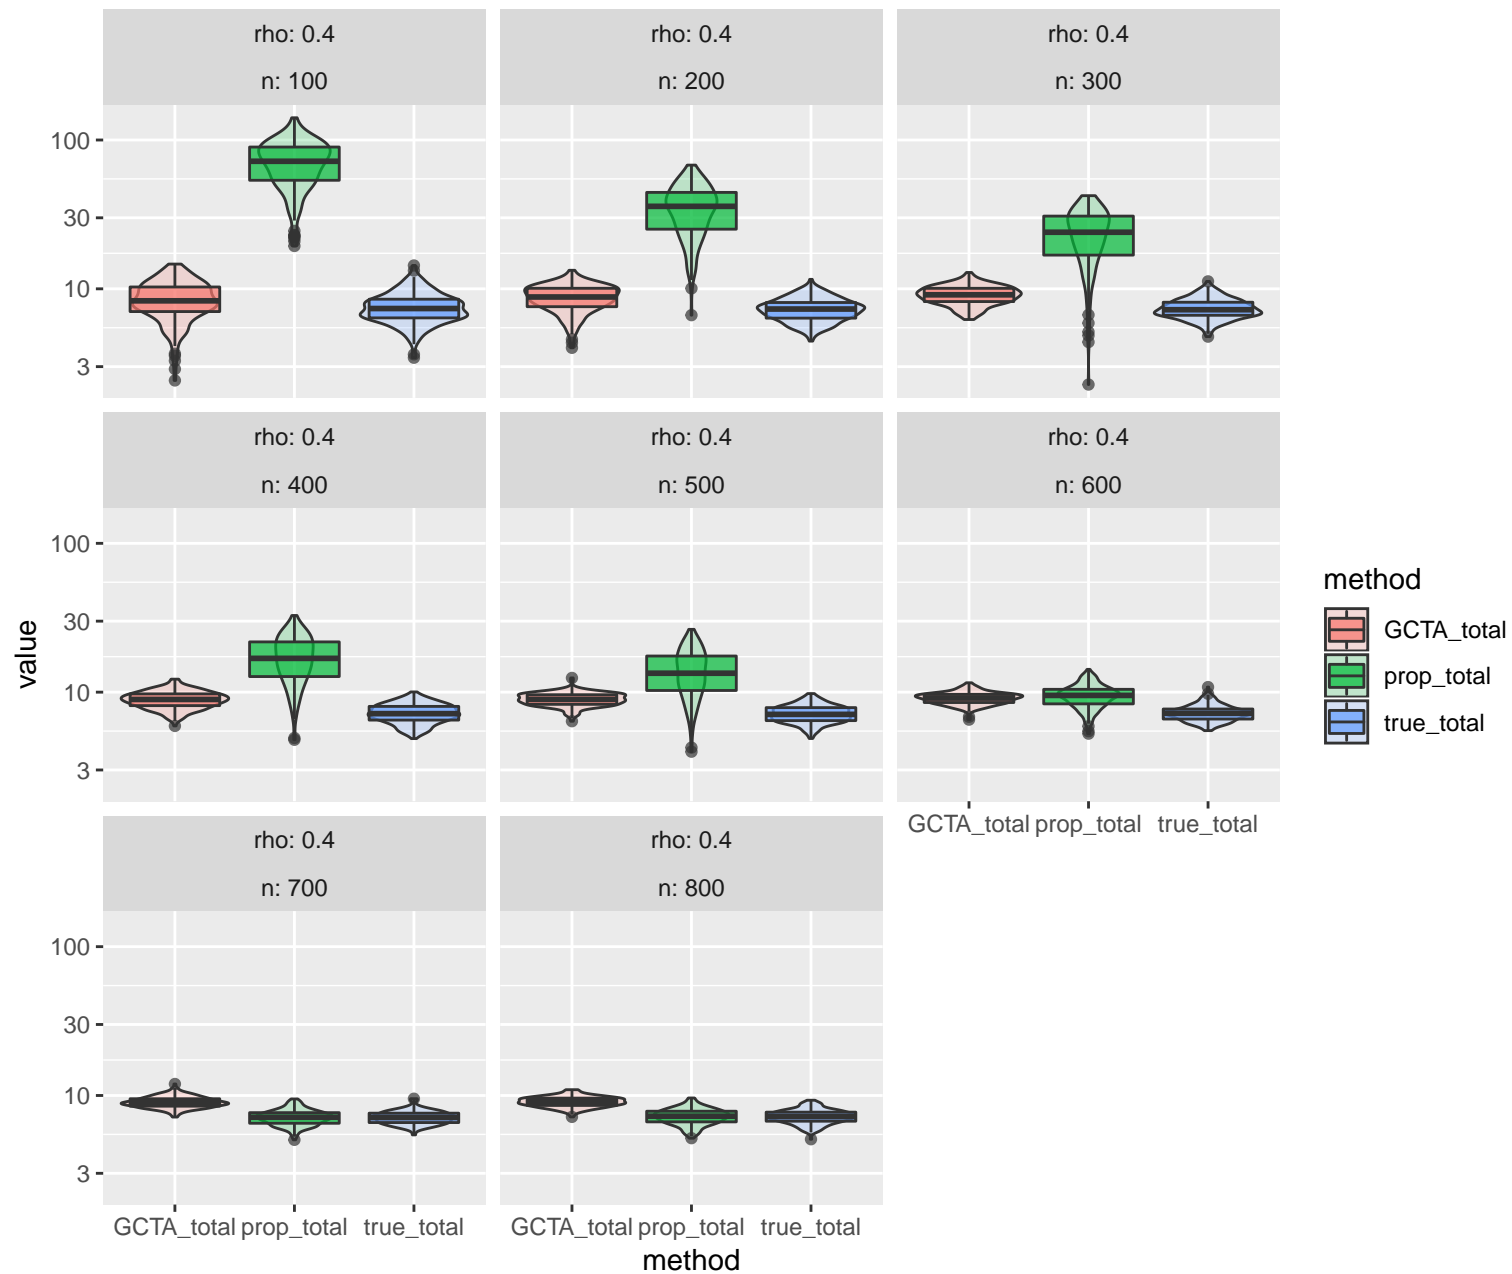 rho: 0.4
rho: 0.4
rho: 0.4
n: 100
n: 200
n: 300
100
30
10
3
rho: 0.4
rho: 0.4
rho: 0.4
n: 400
n: 500
n: 600
100
30
10
3
GCTA_total prop_total true_total
rho: 0.4
rho: 0.4
n: 700
n: 800
100
30
10
3
GCTA_total prop_total true_total
GCTA_total prop_total true_total
method
value
method
GCTA_total
prop_total
true_total